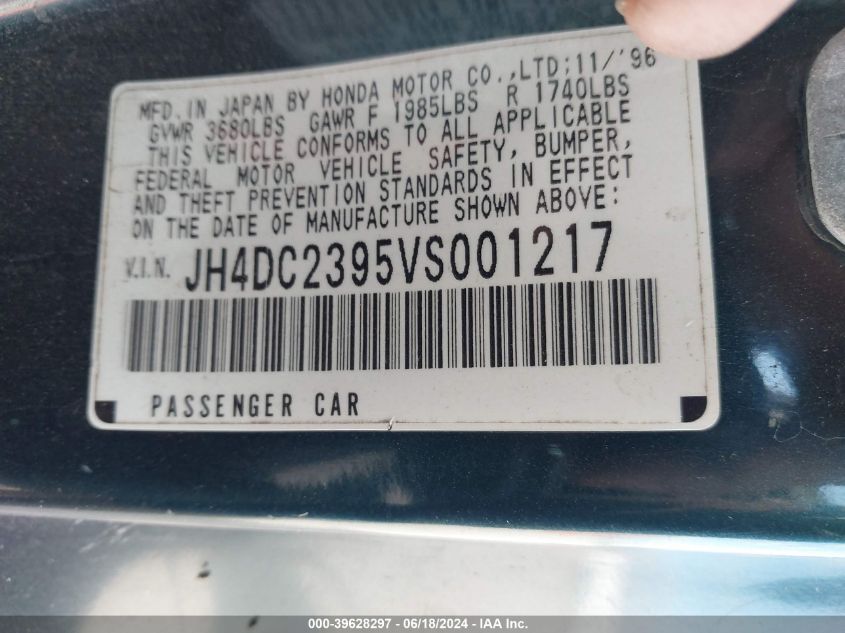 MFD. IN JAPAN BY HONDA MOTOR CO.,LTD;11/'96
GVWR 3680LBS GAWR F 1985LBS R 1740LBS
THIS VEHICLE CONFORMS TO ALL APPLICABLE
FEDERAL MOTOR VEHICLE SAFETY, BUMPER,
AND THEFT PREVENTION STANDARDS IN EFFECT
ON THE DATE OF MANUFACTURE SHOWN ABOVE:
V.I.N. JH4DC2395VS001217
PASSENGER CAR
000-39628297 - 06/18/2024 - IAA Inc.